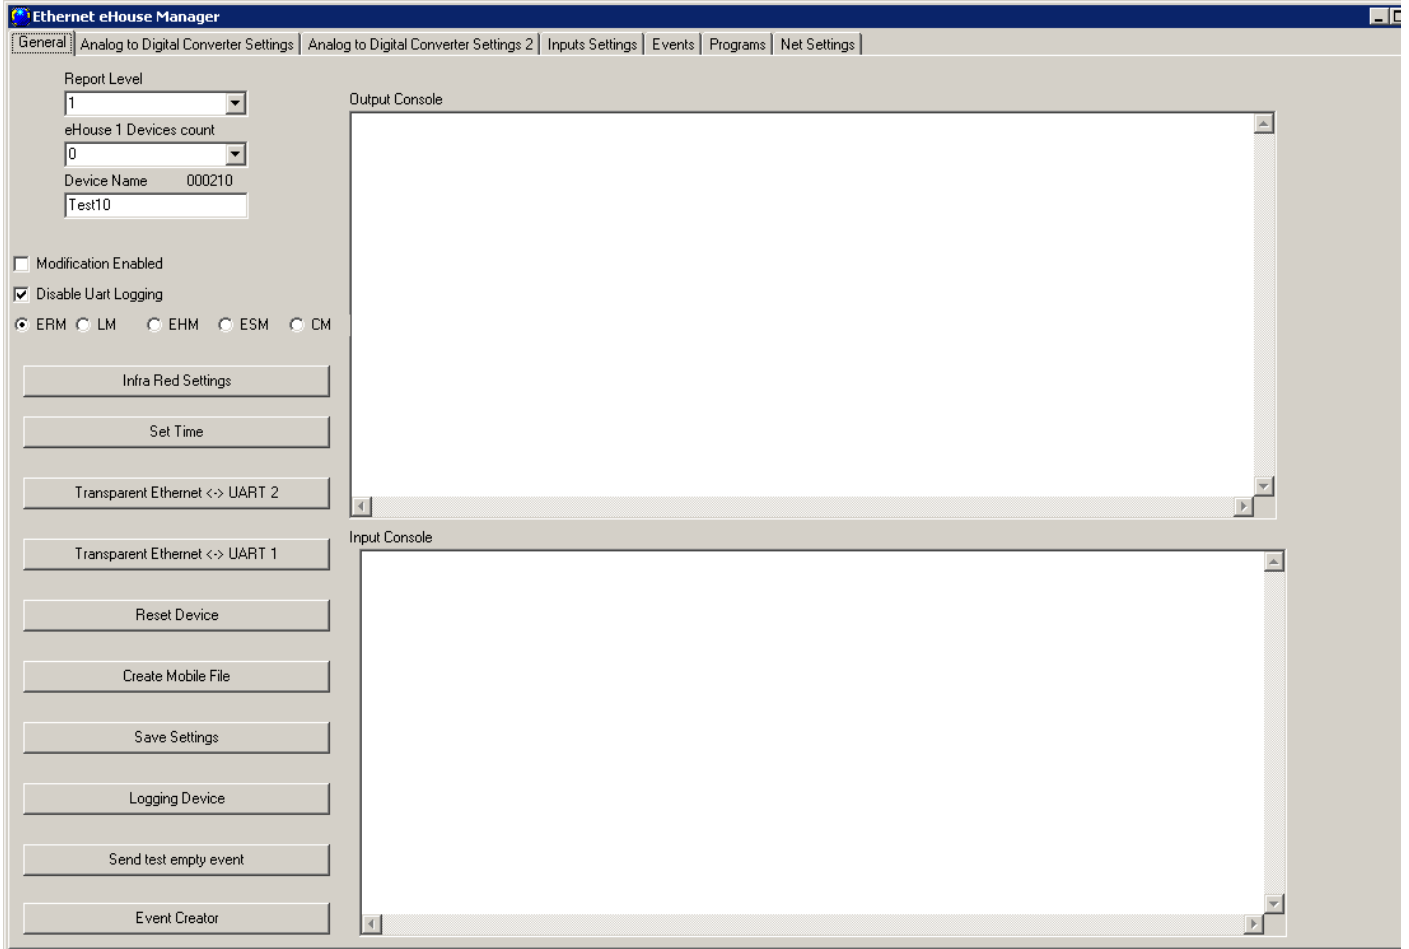 Ethernet eHouse Manager
General Analog to Digital Converter Settings Analog to Digital Converter Settings 2 Inputs Settings Events Programs Net Settings
Report Level
1
eHouse 1 Devices count
0
Device Name 000210
Test10
Modification Enabled
Disable Uart Logging
ERM LM EHM ESM CM
Infra Red Settings
Set Time
Transparent Ethernet <-> UART 2
Transparent Ethernet <-> UART 1
Reset Device
Create Mobile File
Save Settings
Logging Device
Send test empty event
Event Creator
Output Console
Input Console